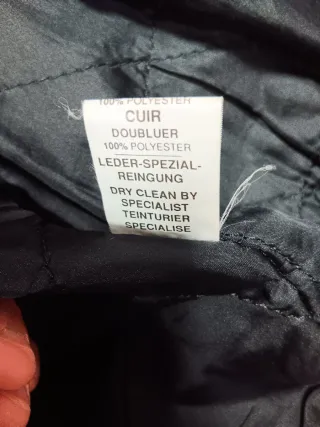 100% POLYESTER
CUIR
DOUBLUER
100% POLYESTER
LEDER-SPEZIAL-
REINGUNG
DRY CLEAN BY
SPECIALIST
TEINTURIER
SPECIALISE